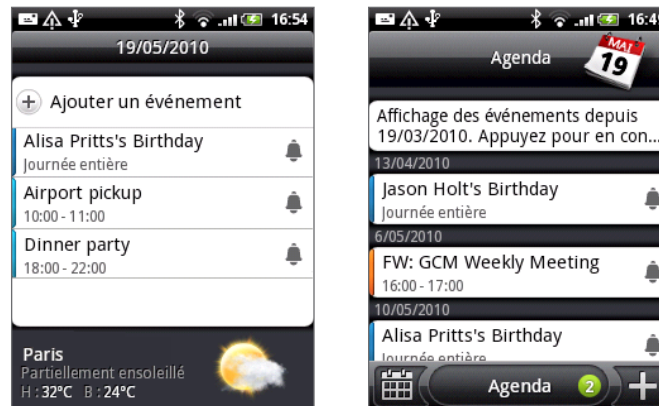 16:54
19/05/2010
Ajouter un événement
Alisa Pritts's Birthday
Journée entière
Airport pickup
10:00 - 11:00
Dinner party
18:00 - 22:00
Paris
Partiellement ensoleillé
H : 32°C B : 24°C
Agenda
MAI
19
Affichage des événements depuis
19/03/2010. Appuyez pour en con...
13/04/2010
Jason Holt's Birthday
Journée entière
6/05/2010
FW: GCM Weekly Meeting
16:00 - 17:00
10/05/2010
Alisa Pritts's Birthday
Journée entière
Agenda 2